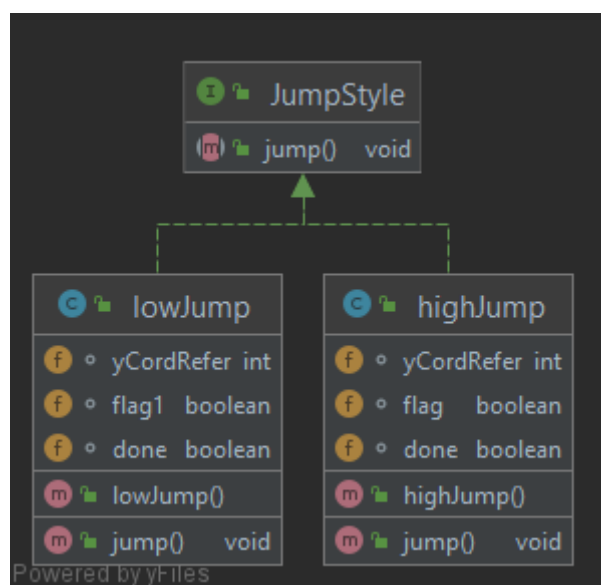 JumpStyle
jump() void
lowJump
yCordRefer int
flag1 boolean
done boolean
lowJump()
jump() void
highJump
yCordRefer int
flag boolean
done boolean
highJump()
jump() void
Powered by yFiles